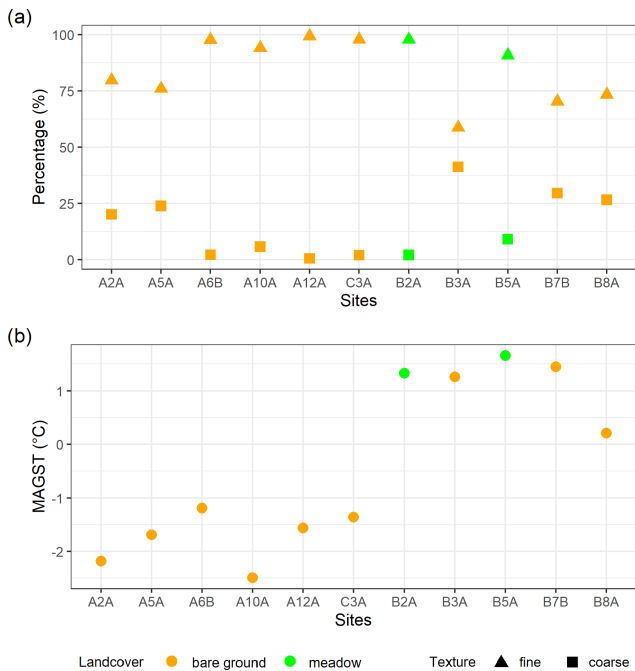 (a)
100
75
50
25
0
Percentage (%)
A2A A5A A6B A10A A12A C3A B2A B3A B5A B7B B8A
Sites
(b)
1
0
-1
-2
MAGST (°C)
A2A A5A A6B A10A A12A C3A B2A B3A B5A B7B B8A
Sites
Landcover bare ground meadow Texture fine coarse